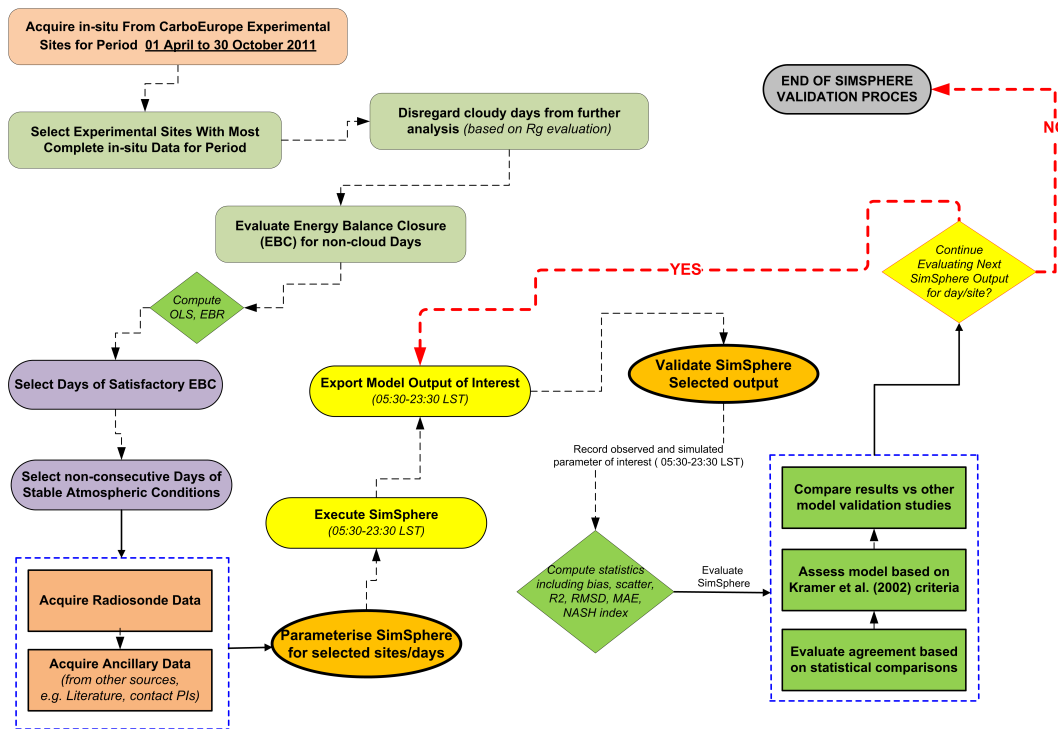 Acquire in-situ From CarboEurope Experimental
Sites for Period 01 April to 30 October 2011
Select Experimental Sites With Most
Complete in-situ Data for Period
Disregard cloudy days from further
analysis (based on Rg evaluation)
Evaluate Energy Balance Closure
(EBC) for non-cloud Days
Compute
OLS, EBR
Select Days of Satisfactory EBC
Select non-consecutive Days of
Stable Atmospheric Conditions
Acquire Radiosonde Data
Acquire Ancillary Data
(from other sources,
e.g. Literature, contact PIs)
Parameterise SimSphere
for selected sites/days
Execute SimSphere
(05:30-23:30 LST)
Export Model Output of Interest
(05:30-23:30 LST)
Validate SimSphere
Selected output
Record observed and simulated
parameter of interest ( 05:30-23:30 LST)
Compute statistics
including bias, scatter,
R2, RMSD, MAE,
NASH index
Evaluate
SimSphere
Evaluate agreement based
on statistical comparisons
Assess model based on
Kramer et al. (2002) criteria
Compare results vs other
model validation studies
Continue
Evaluating Next
SimSphere Output
for day/site?
YES
NO
END OF SIMSPHERE
VALIDATION PROCES